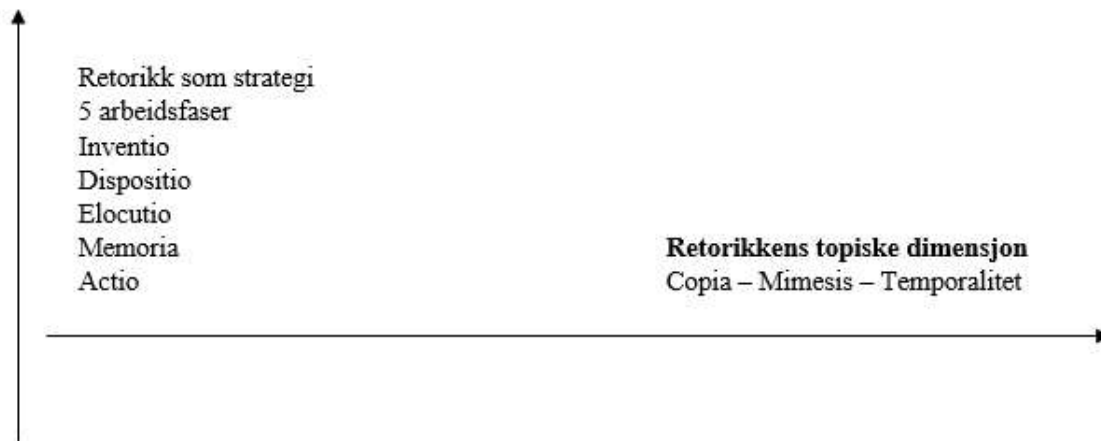 Retorikk som strategi
5 arbeidsfaser
Inventio
Dispositio
Elocutio
Memoria
Actio
Retorikkens topiske dimensjon
Copia – Mimesis – Temporalitet